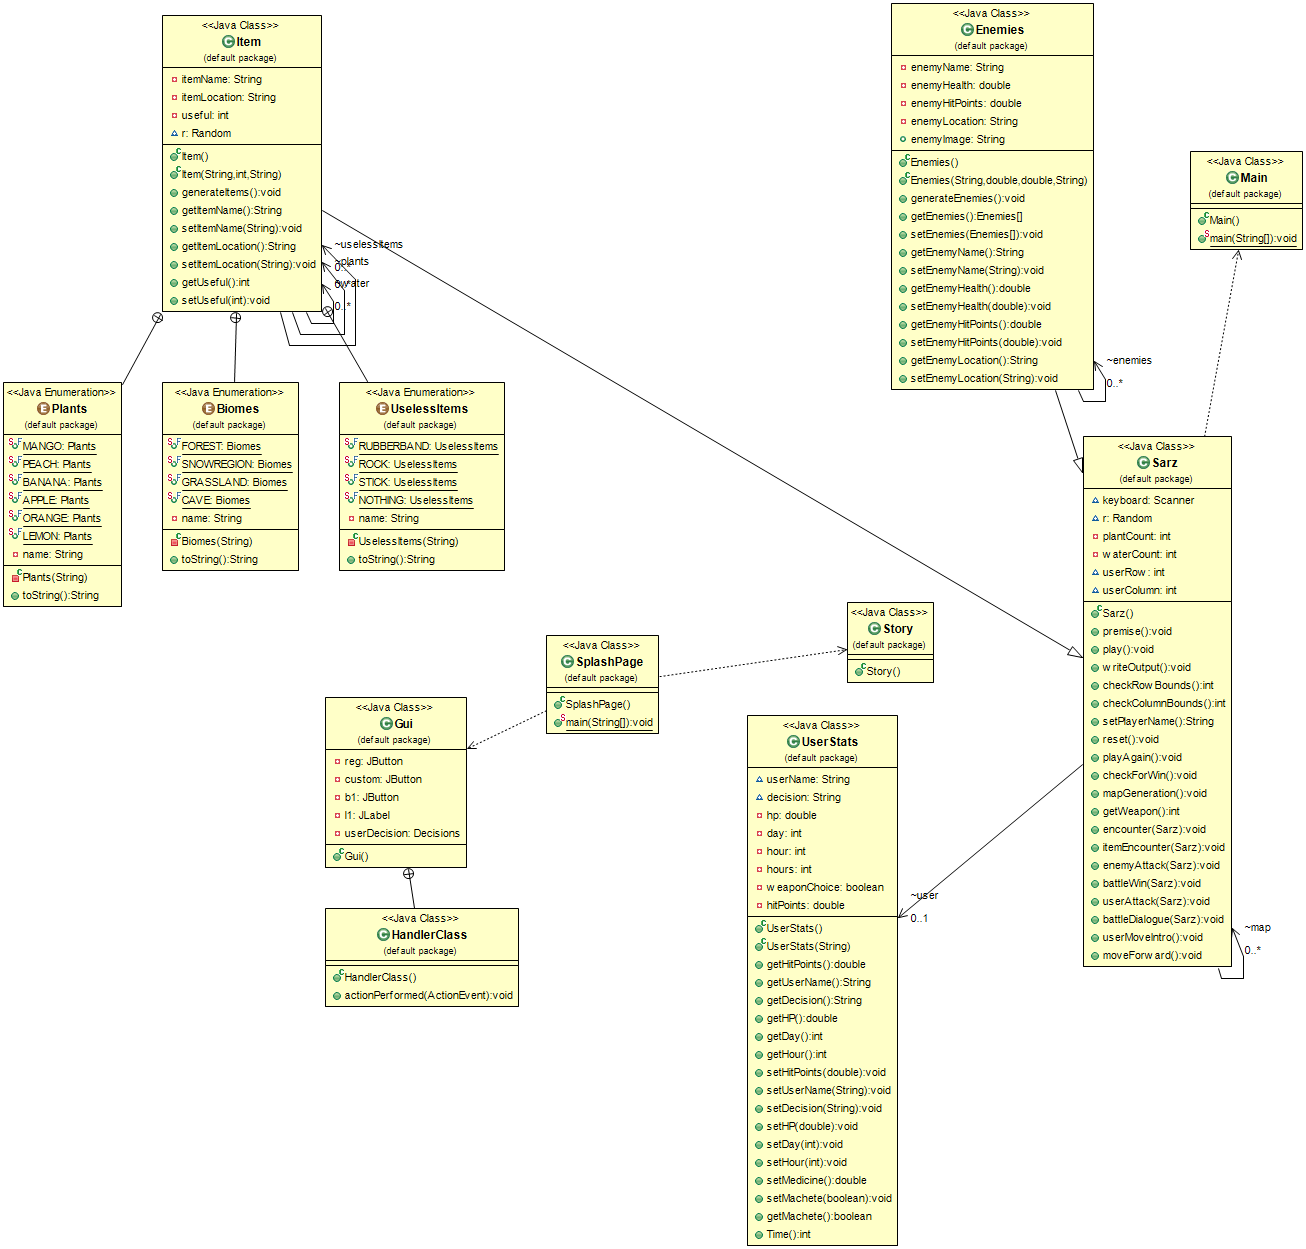 <<Java Class>>
Item
(default package)
itemName: String
itemLocation: String
useful: int
r: Random
Item()
Item(String,int,String)
generateItems():void
getItemName():String
setItemName(String):void
getItemLocation():String
setItemLocation(String):void
getUseful():int
setUseful(int):void
~uselessItems
0..*
~plants
0..*
~water
0..*
<<Java Enumeration>>
Plants
(default package)
MANGO: Plants
PEACH: Plants
BANANA: Plants
APPLE: Plants
ORANGE: Plants
LEMON: Plants
name: String
Plants(String)
toString():String
<<Java Enumeration>>
Biomes
(default package)
FOREST: Biomes
SNOWREGION: Biomes
GRASSLAND: Biomes
CAVE: Biomes
name: String
Biomes(String)
toString():String
<<Java Enumeration>>
UselessItems
(default package)
RUBBERBAND: UselessItems
ROCK: UselessItems
STICK: UselessItems
NOTHING: UselessItems
name: String
UselessItems(String)
toString():String
<<Java Class>>
Enemies
(default package)
enemyName: String
enemyHealth: double
enemyHitPoints: double
enemyLocation: String
enemyImage: String
Enemies()
Enemies(String,double,double,String)
generateEnemies():void
getEnemies():Enemies[]
setEnemies(Enemies[]):void
getEnemyName():String
setEnemyName(String):void
getEnemyHealth():double
setEnemyHealth(double):void
getEnemyHitPoints():double
setEnemyHitPoints(double):void
getEnemyLocation():String
setEnemyLocation(String):void
~enemies
0..*
<<Java Class>>
Main
(default package)
Main()
main(String[]):void
<<Java Class>>
Sarz
(default package)
keyboard: Scanner
r: Random
plantCount: int
waterCount: int
userRow: int
userColumn: int
Sarz()
premise():void
play():void
writeOutput():void
checkRowBounds():int
checkColumnBounds():int
setPlayerName():String
reset():void
playAgain():void
checkForWin():void
mapGeneration():void
getWeapon():int
encounter(Sarz):void
itemEncounter(Sarz):void
enemyAttack(Sarz):void
battleWin(Sarz):void
userAttack(Sarz):void
battleDialogue(Sarz):void
userMoveIntro():void
moveForward():void
~map
0..*
<<Java Class>>
Story
(default package)
Story()
<<Java Class>>
SplashPage
(default package)
SplashPage()
main(String[]):void
<<Java Class>>
Gui
(default package)
reg: JButton
custom: JButton
b1: JButton
l1: JLabel
userDecision: Decisions
Gui()
<<Java Class>>
HandlerClass
(default package)
HandlerClass()
actionPerformed(ActionEvent):void
<<Java Class>>
UserStats
(default package)
userName: String
decision: String
hp: double
day: int
hour: int
hours: int
weaponChoice: boolean
hitPoints: double
UserStats()
UserStats(String)
getHitPoints():double
getUserName():String
getDecision():String
getHP():double
getDay():int
getHour():int
setHitPoints(double):void
setUserName(String):void
setDecision(String):void
setHP(double):void
setDay(int):void
setHour(int):void
setMedicine():double
setMachete(boolean):void
getMachete():boolean
Time():int
~user
0..1